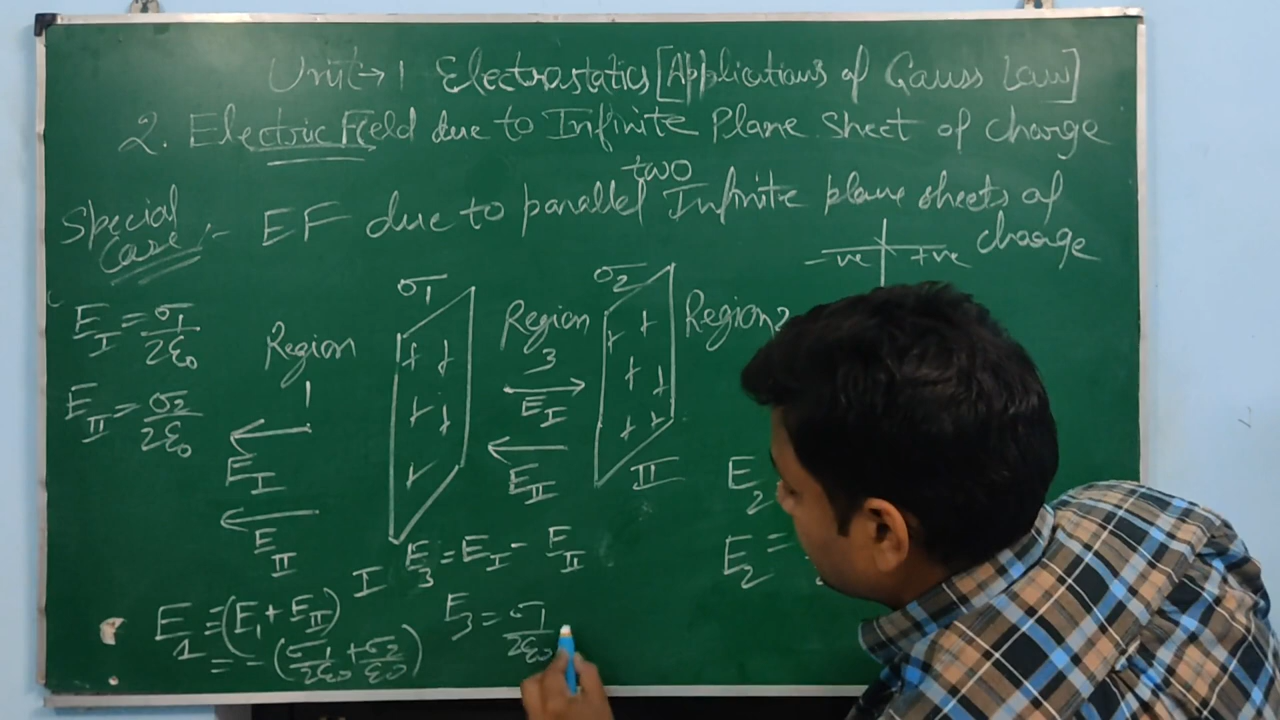 Unit → 1 Electrostatics [Applications of Gauss Law]
2. Electric Field due to Infinite Plane Sheet of charge
two
Special Case :- EF due to parallel Infinite plane sheets of charge
-ve +ve
E_I = σ1/2ε0
E_II = σ2/2ε0
Region 1
E_I
E_II
σ1
+ +
+ +
+
I
Region 3
E_I
E_II
σ2
+ +
+ +
+ +
II
Region 2
E_2
E_2 =
E_3 = E_I - E_II
E_3 = σ1/2ε0
E_1 = (E_1 + E_II)
= -(σ1/2ε0 + σ2/ε0)